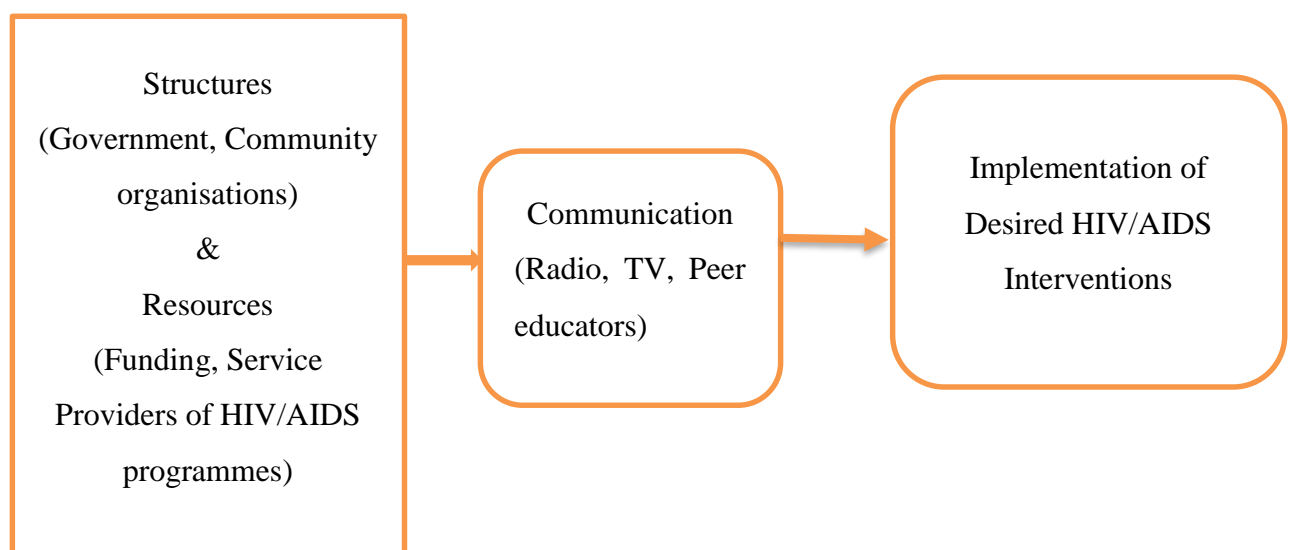 Structures
(Government, Community
organisations)
&
Resources
(Funding, Service
Providers of HIV/AIDS
programmes)
Communication
(Radio, TV, Peer
educators)
Implementation of
Desired HIV/AIDS
Interventions